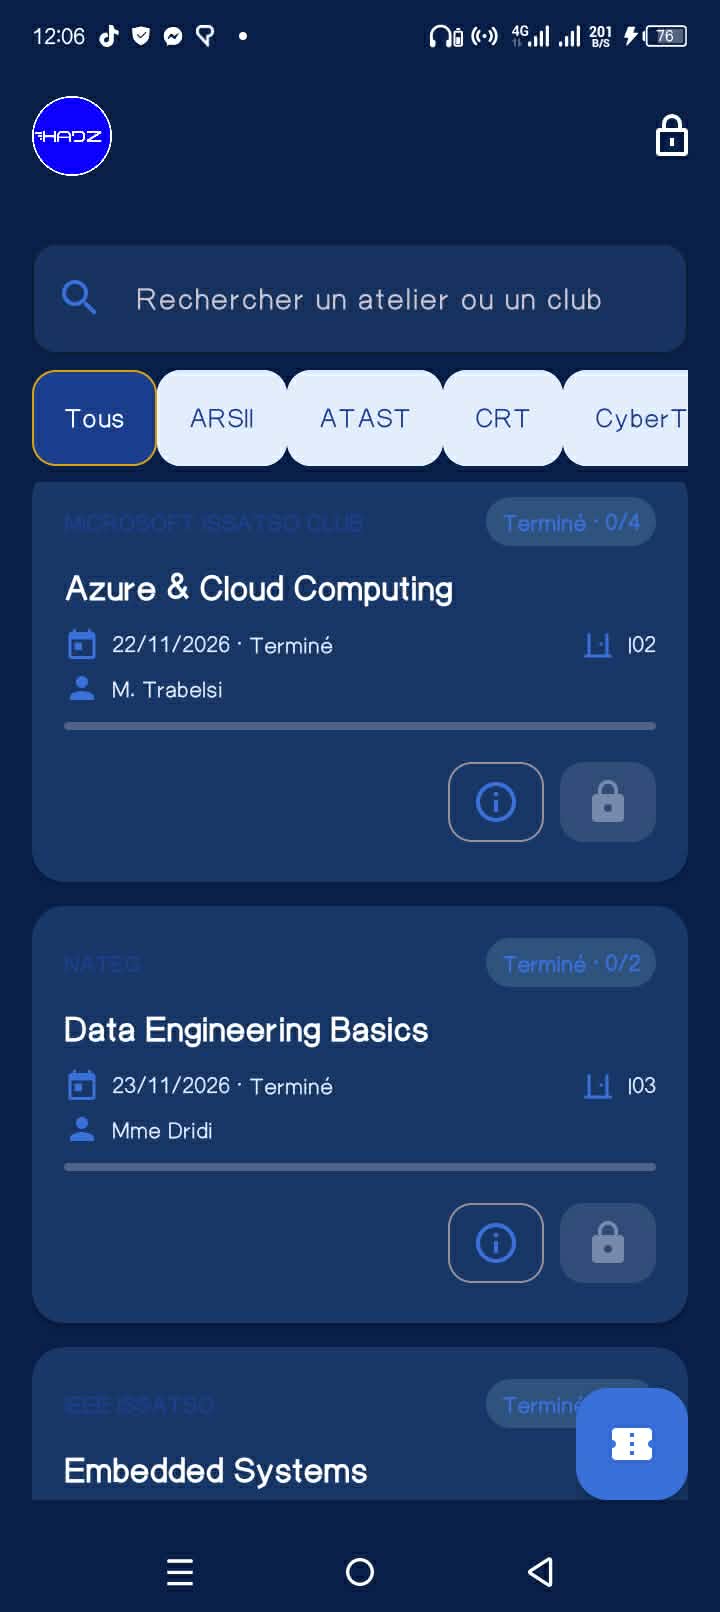 12:06
4G
201
B/S
76
HADZ
Rechercher un atelier ou un club
Tous
ARSII
ATAST
CRT
CyberT
MICROSOFT ISSATSO CLUB
Terminé · 0/4
Azure & Cloud Computing
22/11/2026 · Terminé
I02
M. Trabelsi
NATEG
Terminé · 0/2
Data Engineering Basics
23/11/2026 · Terminé
I03
Mme Dridi
IEEE ISSATSO
Terminé
Embedded Systems